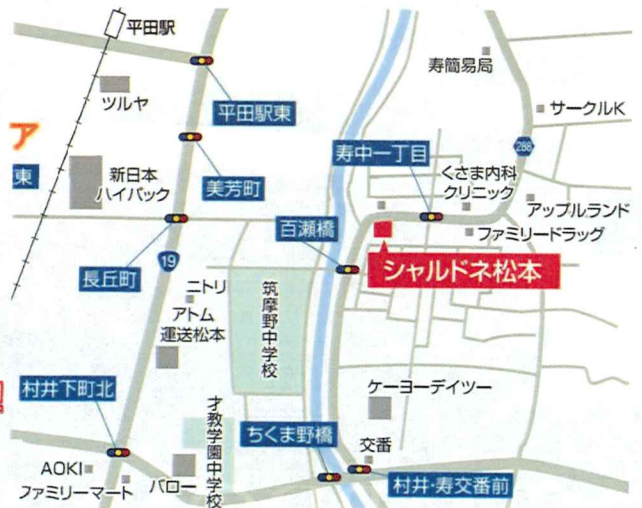 平田駅
寿簡易局
ツルヤ
サークルK
平田駅東
ア
288
東
新日本
ハイパック
美芳町
寿中一丁目
くさま内科
クリニック
アップルランド
百瀬橋
ファミリードラッグ
シャルドネ松本
19
長丘町
ニトリ
アトム
運送松本
筑摩野中学校
村井下町北
ケーヨーデイツー
才教学園中学校
ちくま野橋
交番
AOKI
バロー
ファミリーマート
村井・寿交番前